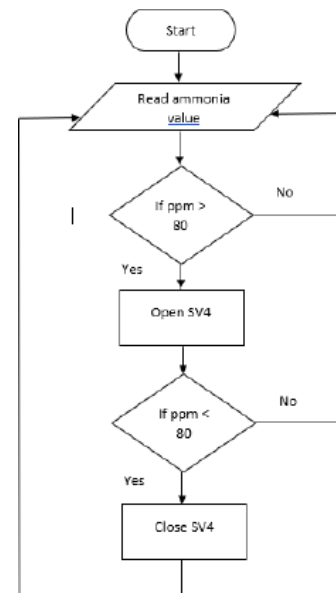 Start
Read ammonia
value
If ppm >
80
No
Yes
Open SV4
If ppm <
80
No
Yes
Close SV4